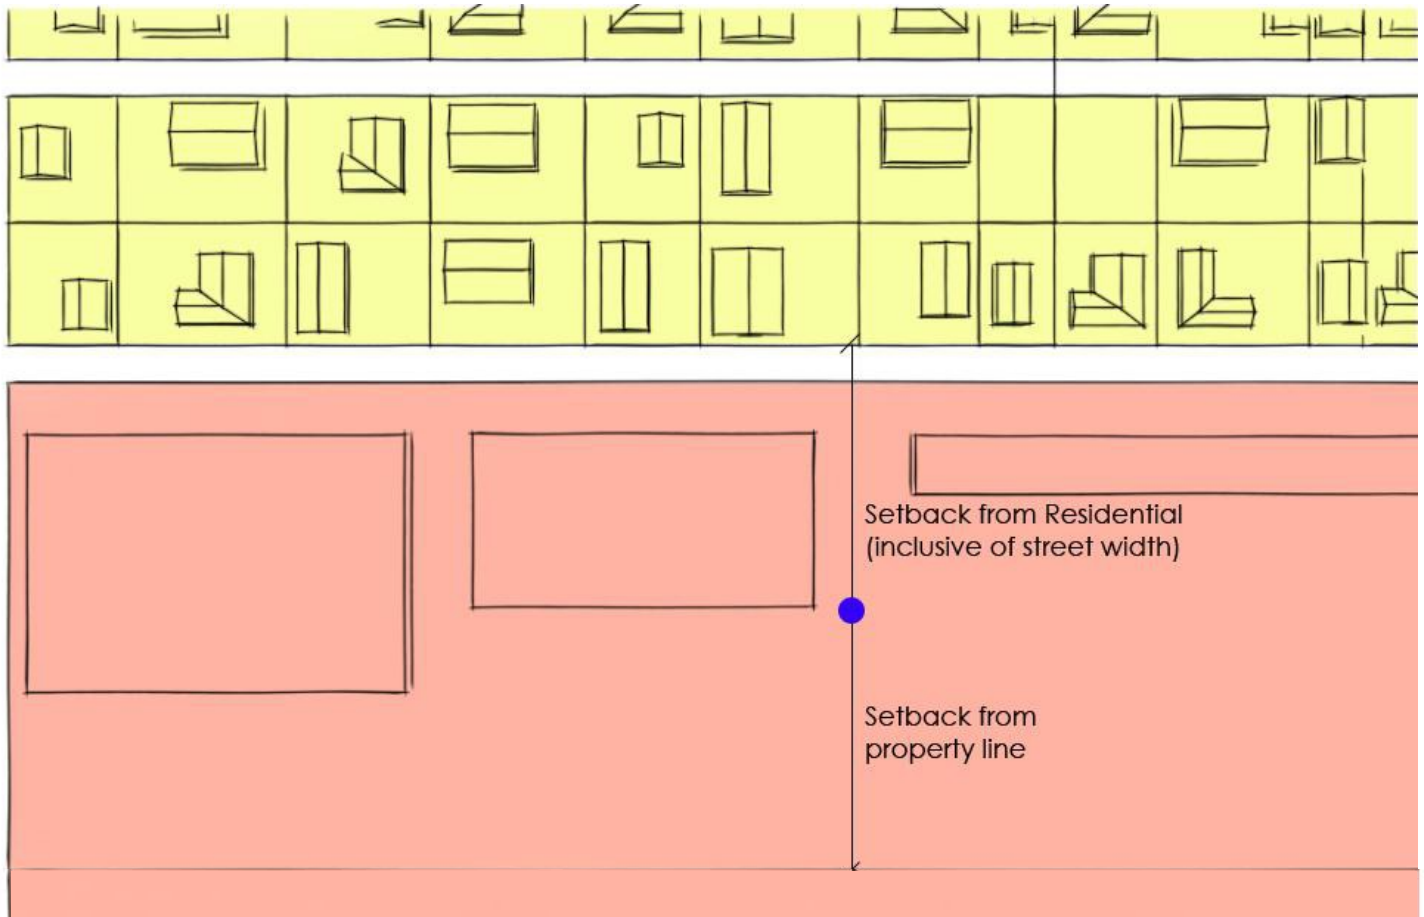 Setback from Residential
(inclusive of street width)
Setback from
property line